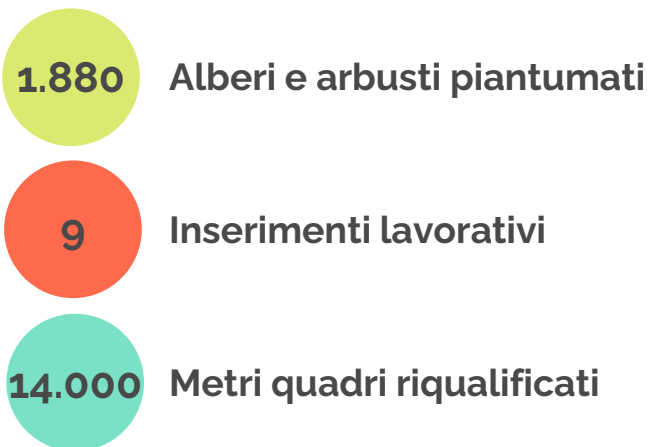 1.880 Alberi e arbusti piantumati
9 Inserimenti lavorativi
14.000 Metri quadri riqualificati